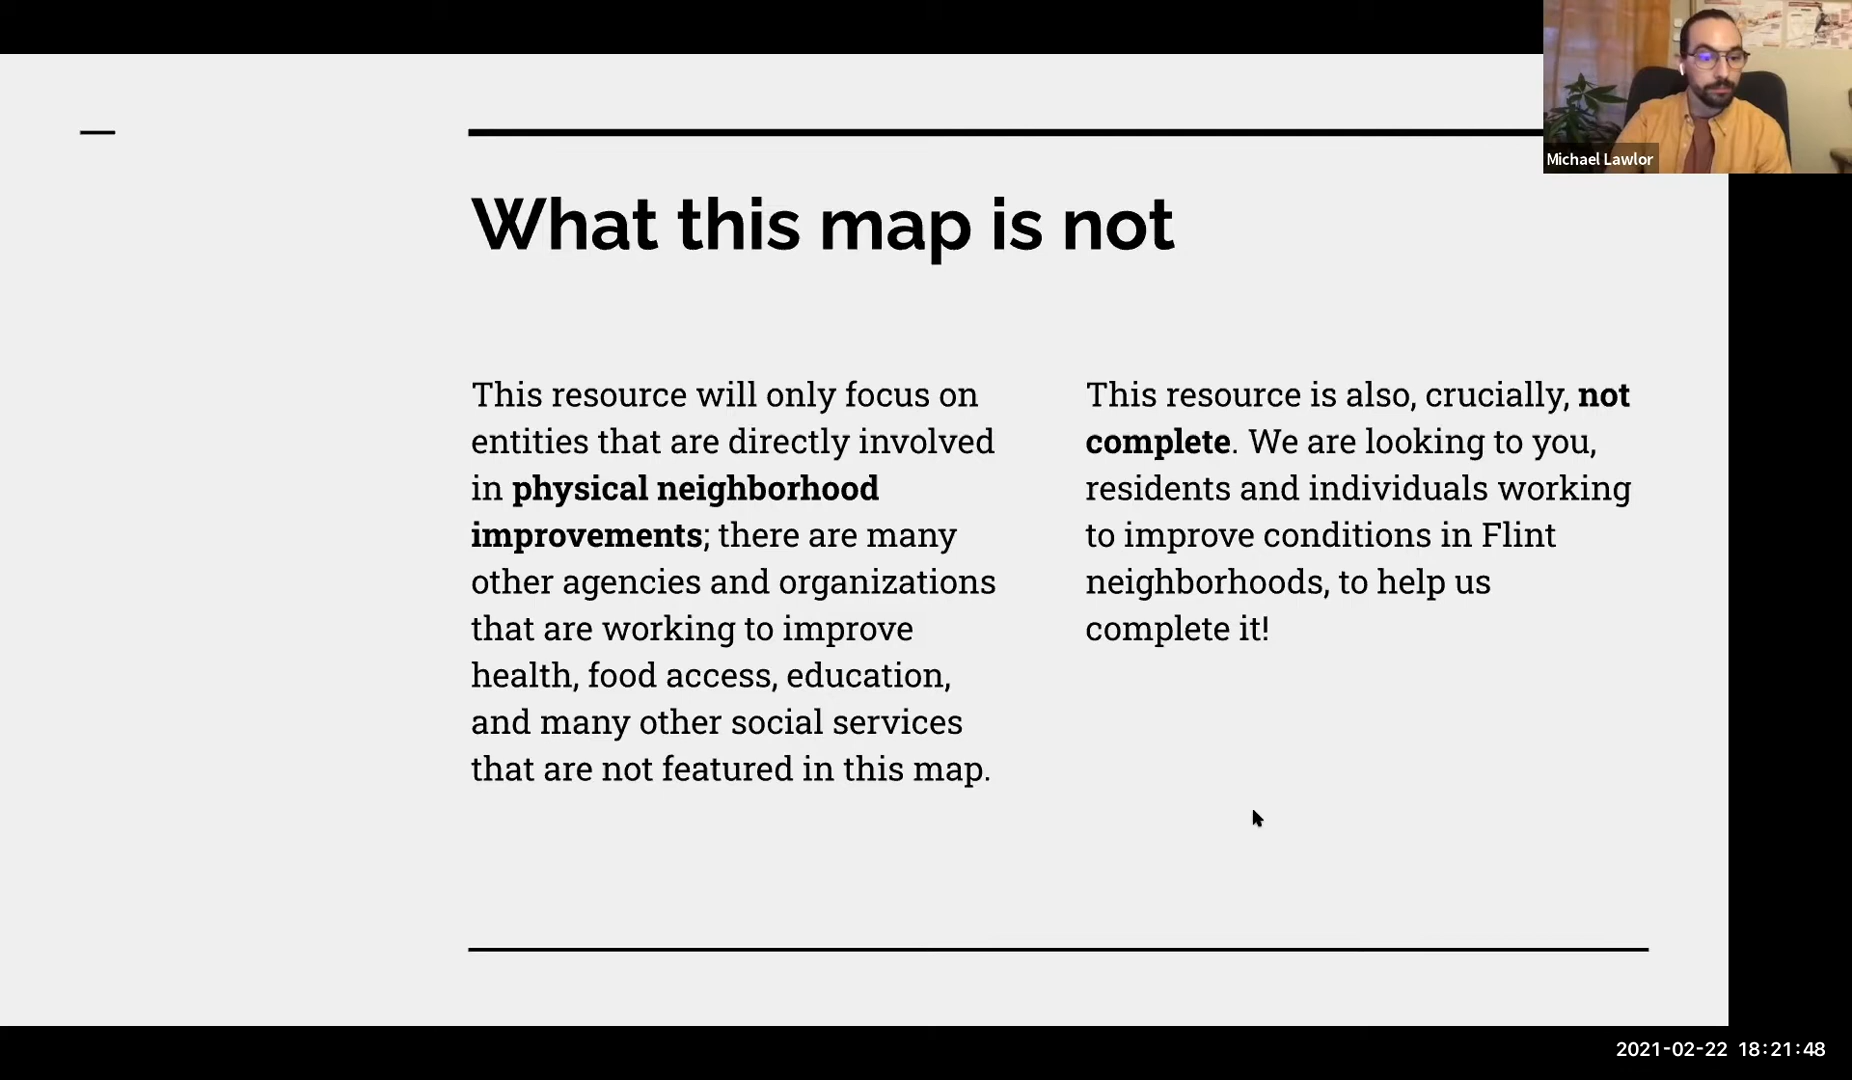 Michael Lawlor
What this map is not
This resource will only focus on
entities that are directly involved
in physical neighborhood
improvements; there are many
other agencies and organizations
that are working to improve
health, food access, education,
and many other social services
that are not featured in this map.
This resource is also, crucially, not
complete. We are looking to you,
residents and individuals working
to improve conditions in Flint
neighborhoods, to help us
complete it!
2021-02-22 18:21:48